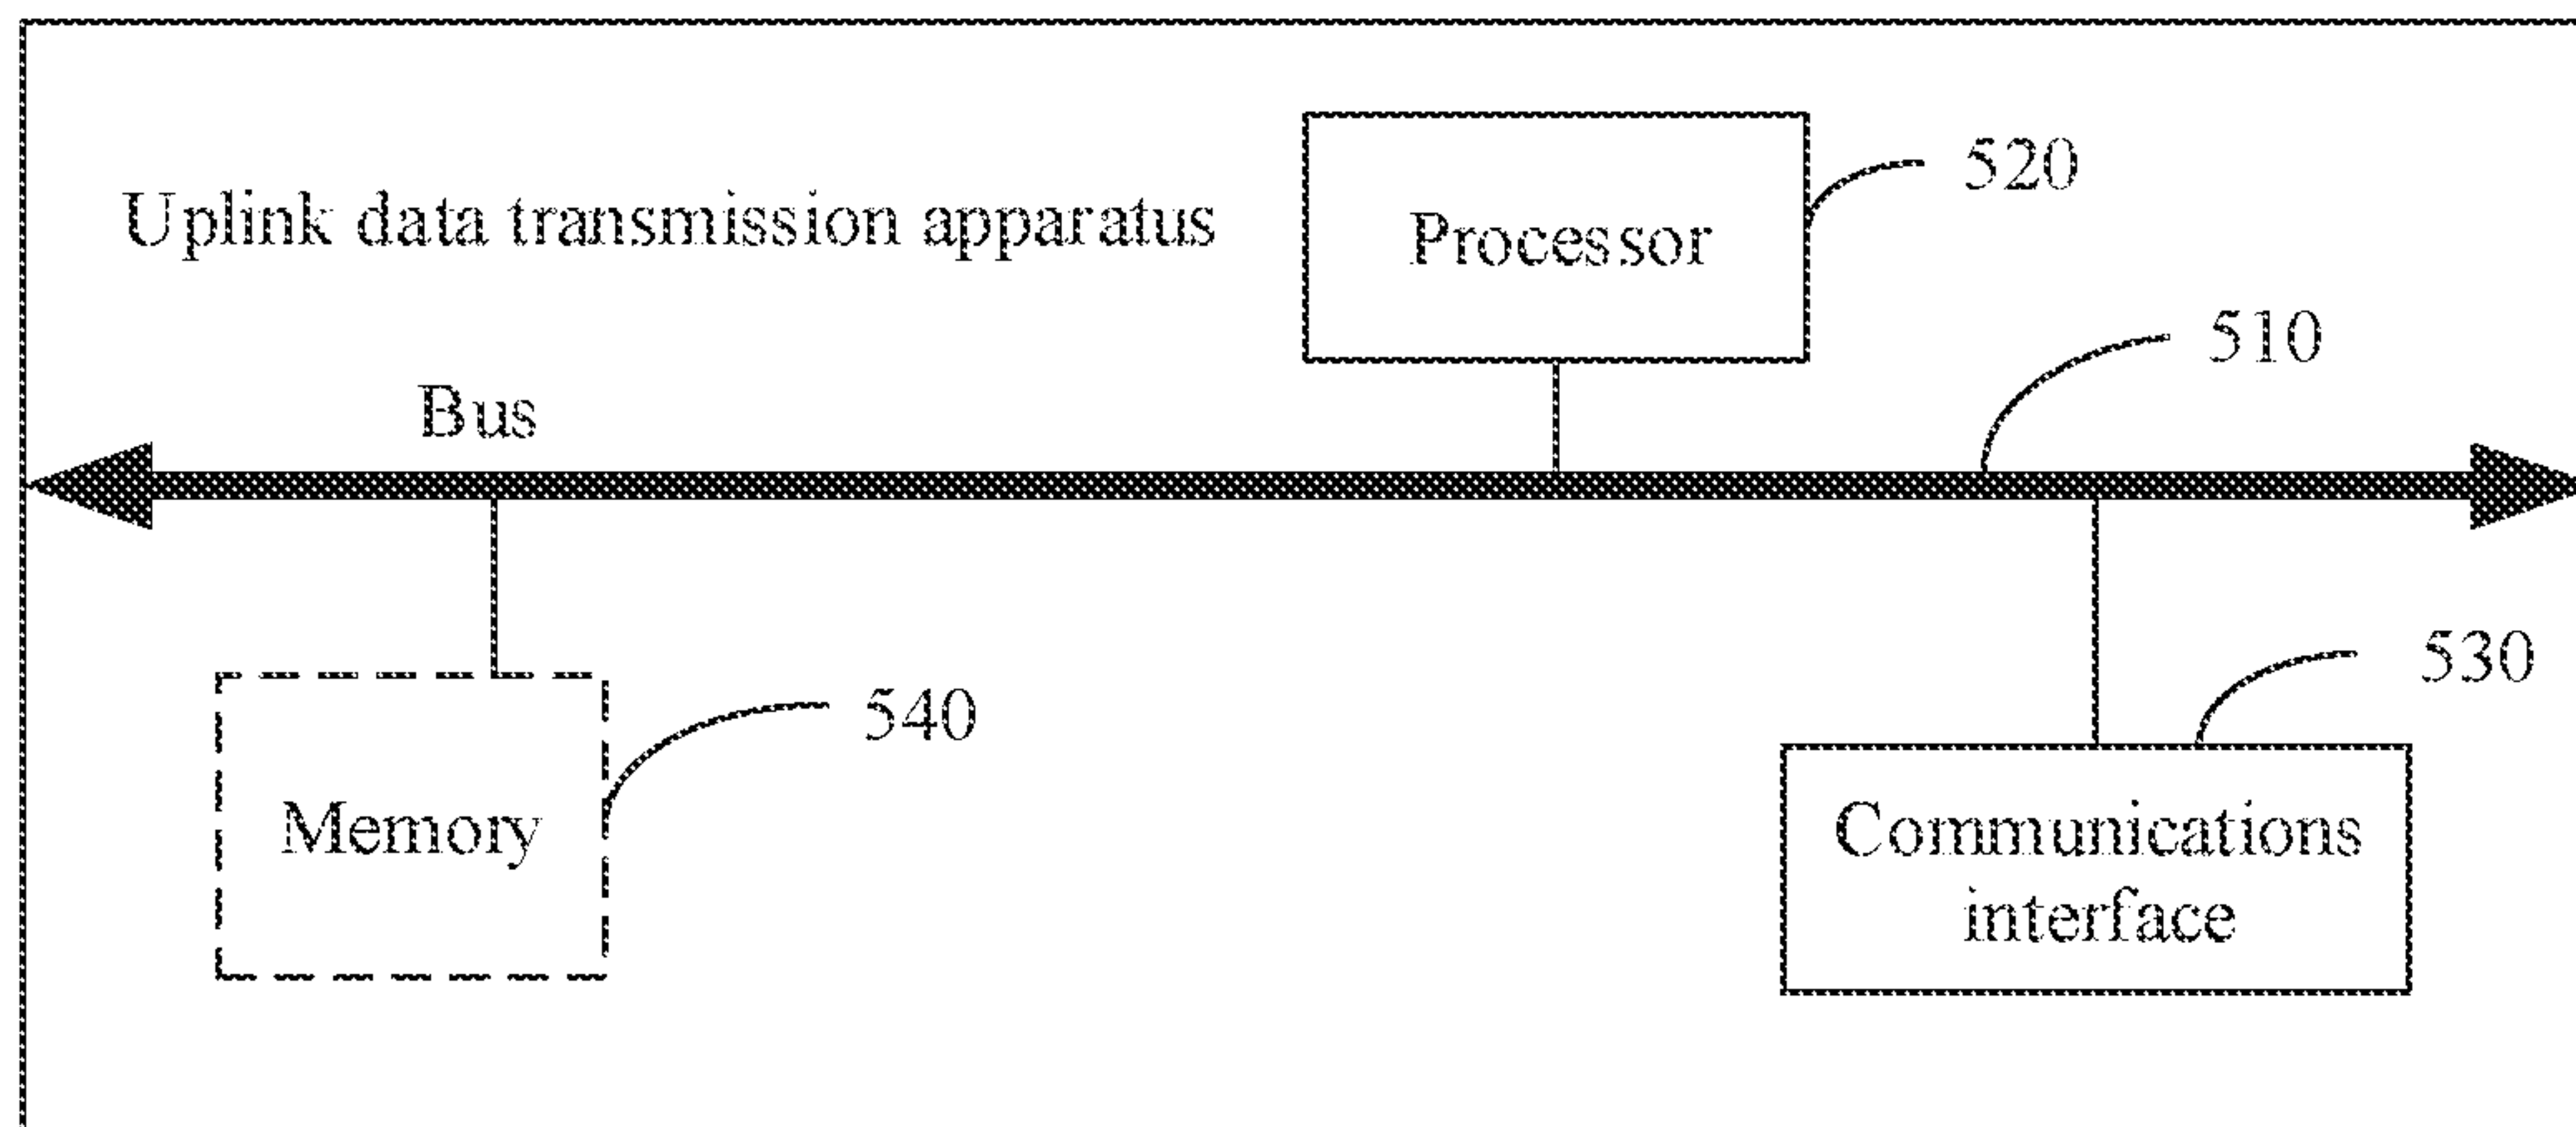 Uplink data transmission apparatus
Processor
520
510
Bus
530
540
Memory
Communications
interface